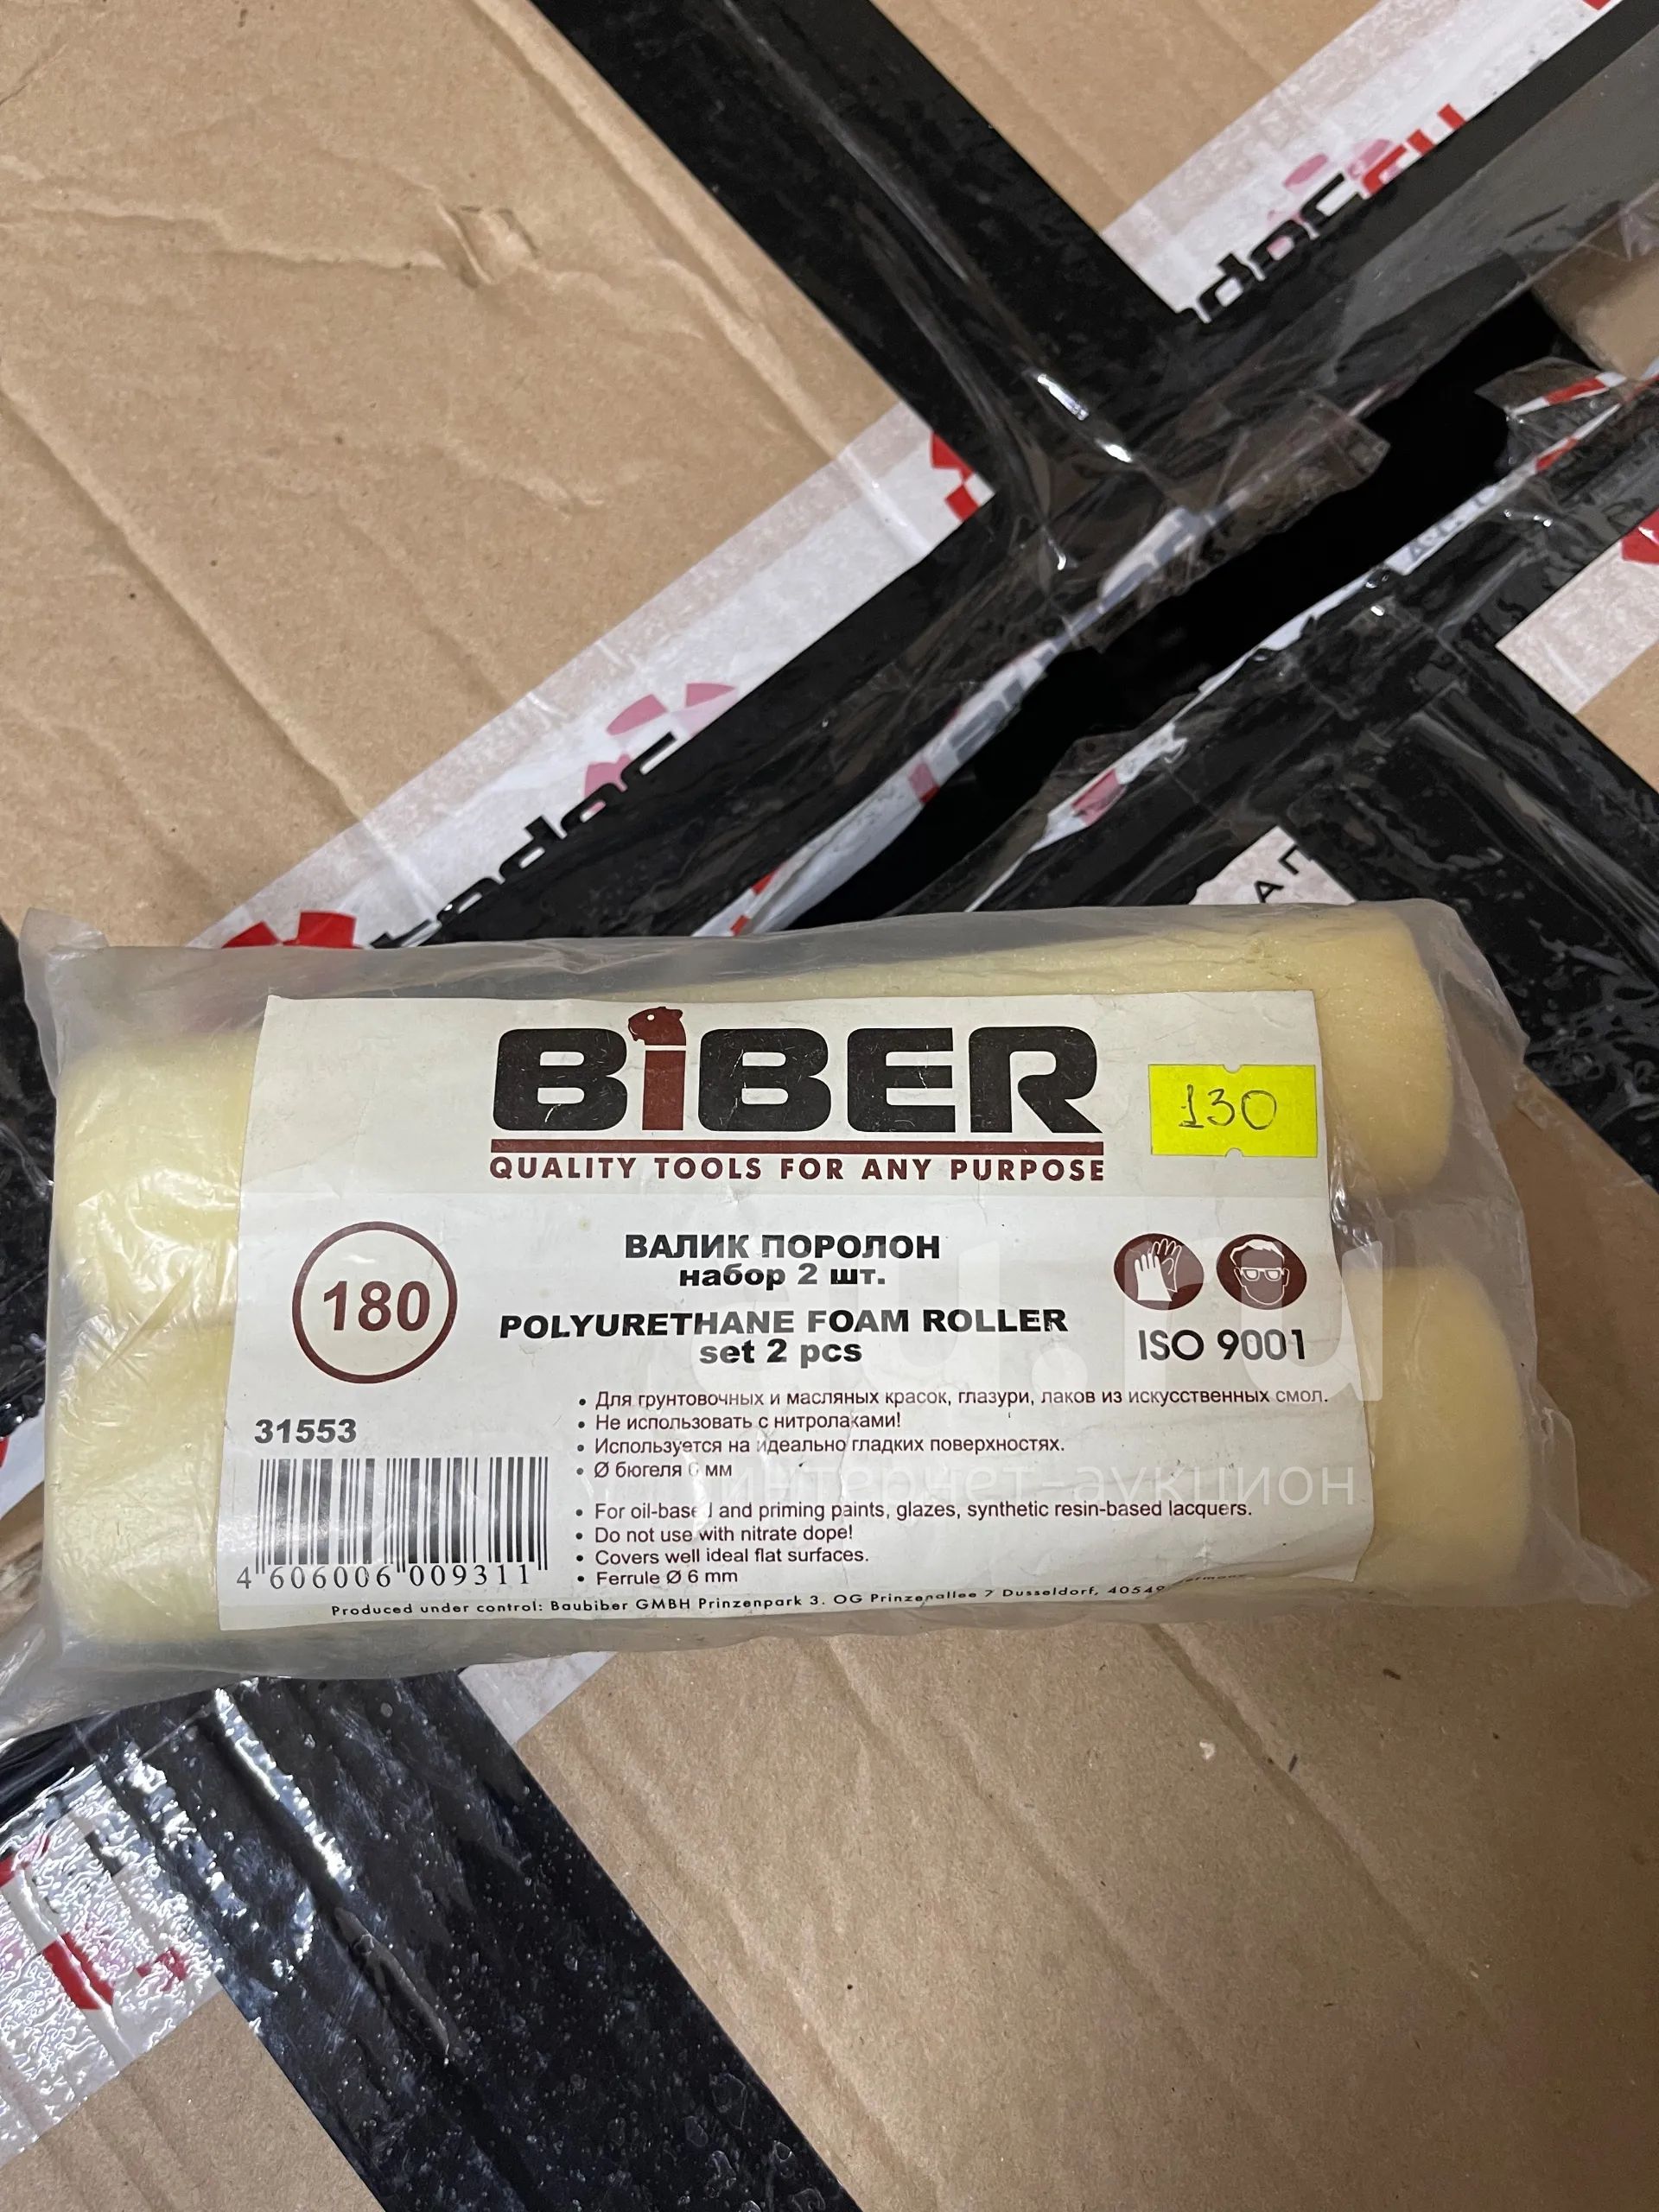 BiBER
QUALITY TOOLS FOR ANY PURPOSE
130
180
ВАЛИК ПОРОЛОН
набор 2 шт.
POLYURETHANE FOAM ROLLER
set 2 pcs
ISO 9001
• Для грунтовочных и масляных красок, глазури, лаков из искусственных смол.
• Не использовать с нитролаками!
• Используется на идеально гладких поверхностях.
• Ø бюгеля 6 мм
• For oil-based and priming paints, glazes, synthetic resin-based lacquers.
• Do not use with nitrate dope!
• Covers well ideal flat surfaces.
• Ferrule Ø 6 mm
31553
4 606006 009311
Produced under control: Baubiber GMBH Prinzenpark 3. OG Prinzenallee 7 Dusseldorf, 40549
au.ru
интернет-аукцион